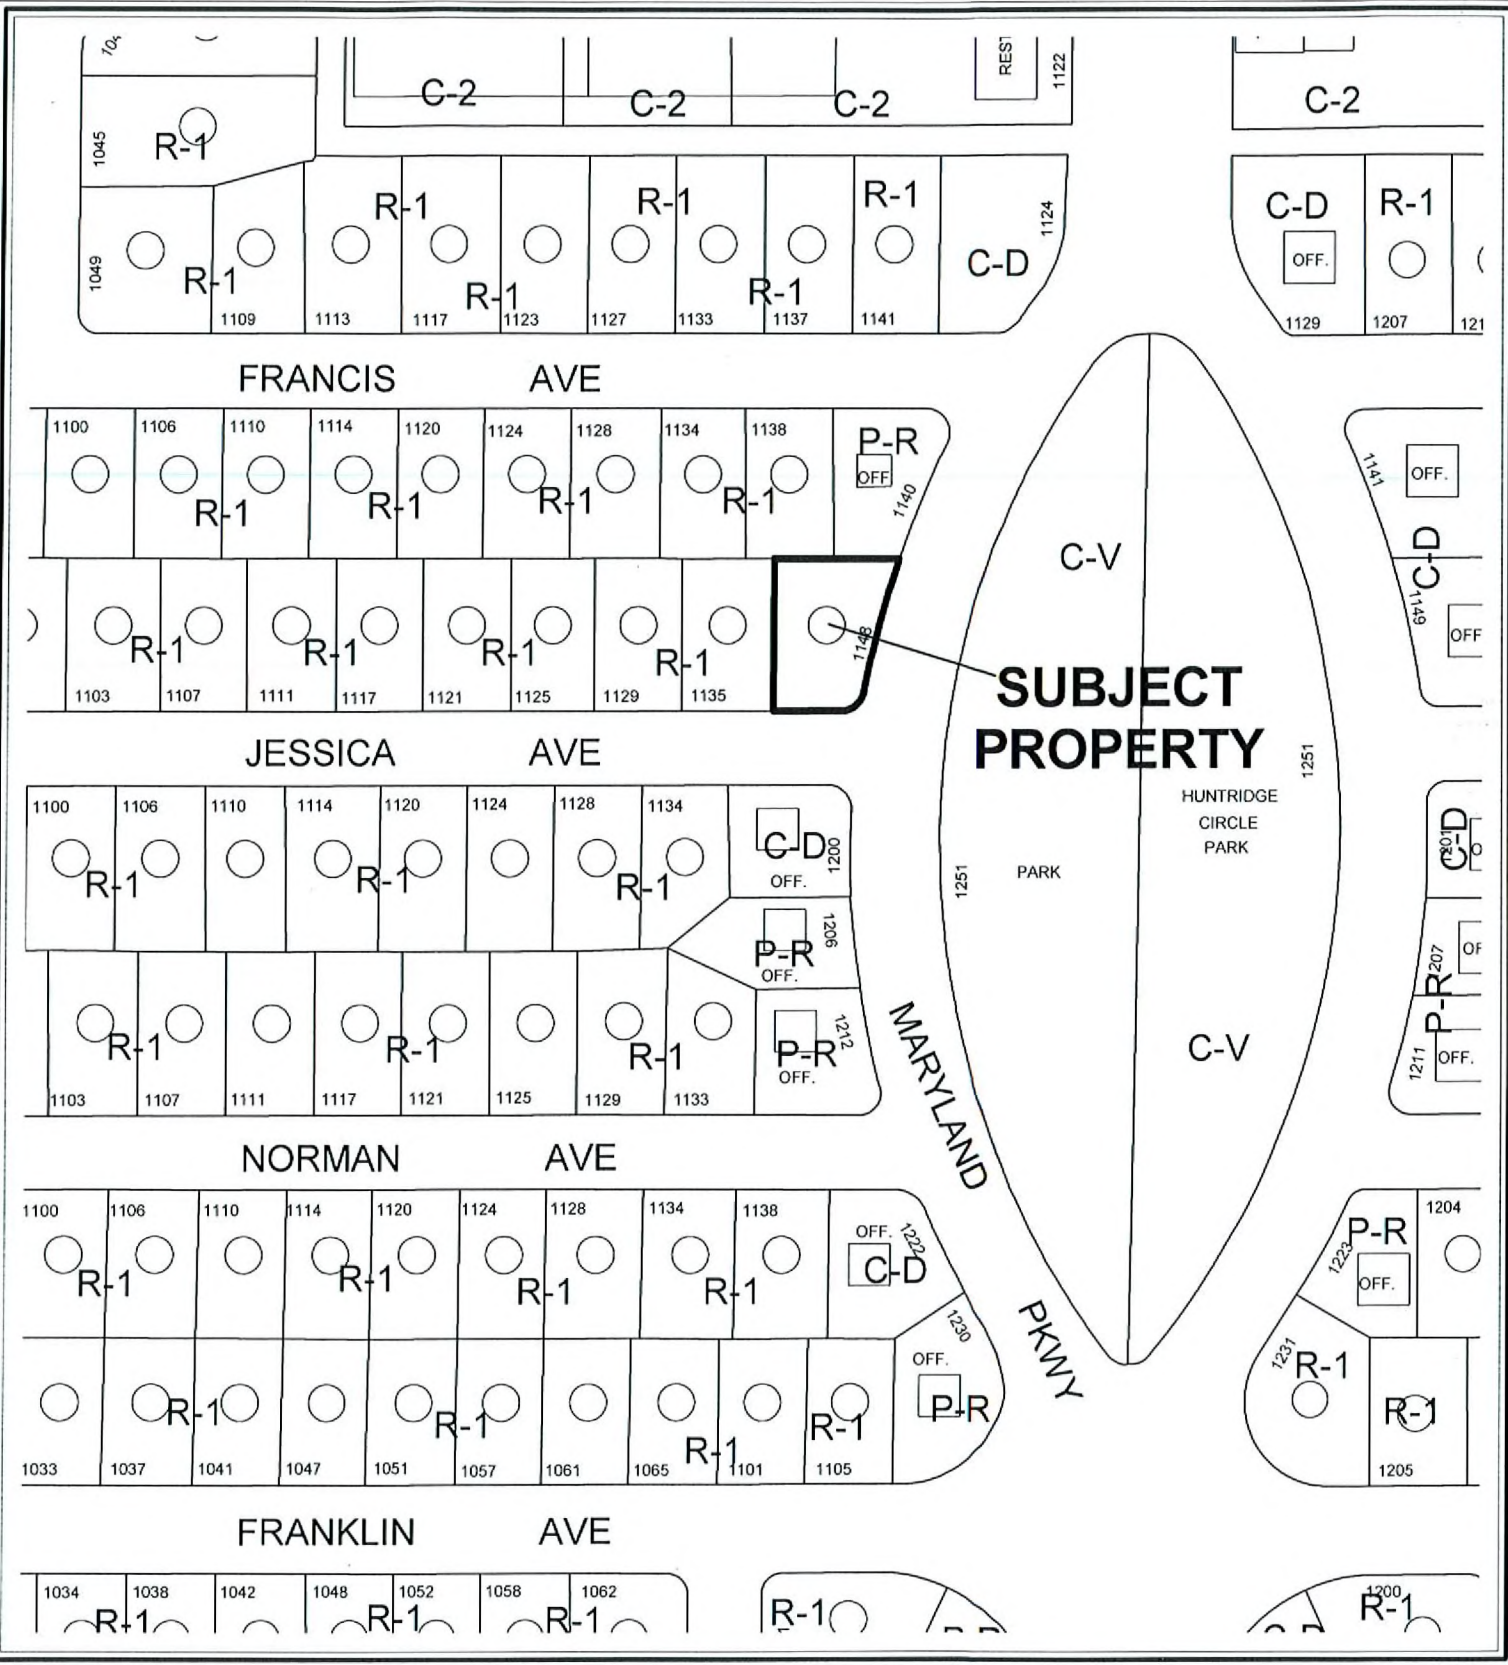 C-2 C-2 C-2 REST 1122 C-2
1045 R-1
R-1 R-1 R-1 1124 C-D R-1
1049 R-1 R-1 R-1 C-D OFF.
1109 1113 1117 1123 1127 1133 1137 1141 1129 1207
FRANCIS AVE
1100 1106 1110 1114 1120 1124 1128 1134 1138 P-R
OFF 1140 1141 OFF.
R-1 R-1 R-1 R-1
C-V C-D
1149
R-1 R-1 R-1 R-1 1148 OFF
1103 1107 1111 1117 1121 1125 1129 1135
SUBJECT
PROPERTY
JESSICA AVE 1251
HUNTRIDGE
CIRCLE
PARK
1100 1106 1110 1114 1120 1124 1128 1134
C-D 1200 C-D 1201
R-1 R-1 R-1 OFF. 1251 PARK
1206
P-R
OFF. 1207
R-1 R-1 R-1 P-R 1212 C-V P-R
OFF. 1211 OFF.
1103 1107 1111 1117 1121 1125 1129 1133
MARYLAND
NORMAN AVE
1100 1106 1110 1114 1120 1124 1128 1134 1138 1204
OFF. 1222 P-R
C-D 1223 OFF.
R-1 R-1 R-1 R-1
1230
PKWY
OFF. 1231 R-1
R-1 R-1 R-1 R-1 P-R R-1
1033 1037 1041 1047 1051 1057 1061 1065 1101 1105 1205
FRANKLIN AVE
1034 1038 1042 1048 1052 1058 1062 1200
R-1 R-1 R-1 R-1 R-1